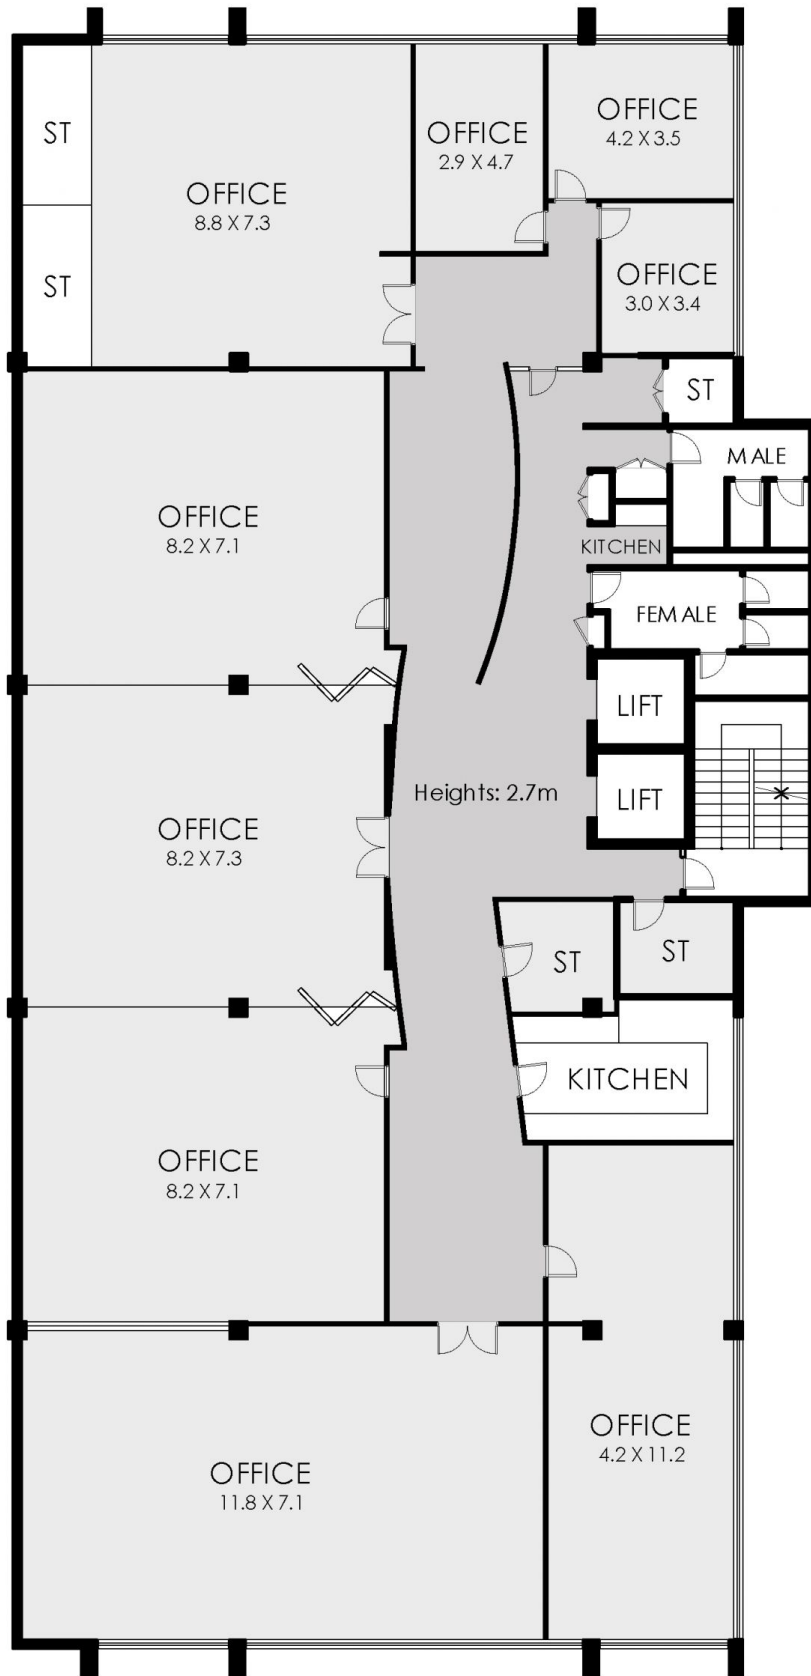 ST
OFFICE
8.8 X 7.3
OFFICE
2.9 X 4.7
OFFICE
4.2 X 3.5
ST
OFFICE
3.0 X 3.4
ST
MALE
OFFICE
8.2 X 7.1
KITCHEN
FEMALE
LIFT
Heights: 2.7m
LIFT
OFFICE
8.2 X 7.3
ST
ST
KITCHEN
OFFICE
8.2 X 7.1
OFFICE
4.2 X 11.2
OFFICE
11.8 X 7.1